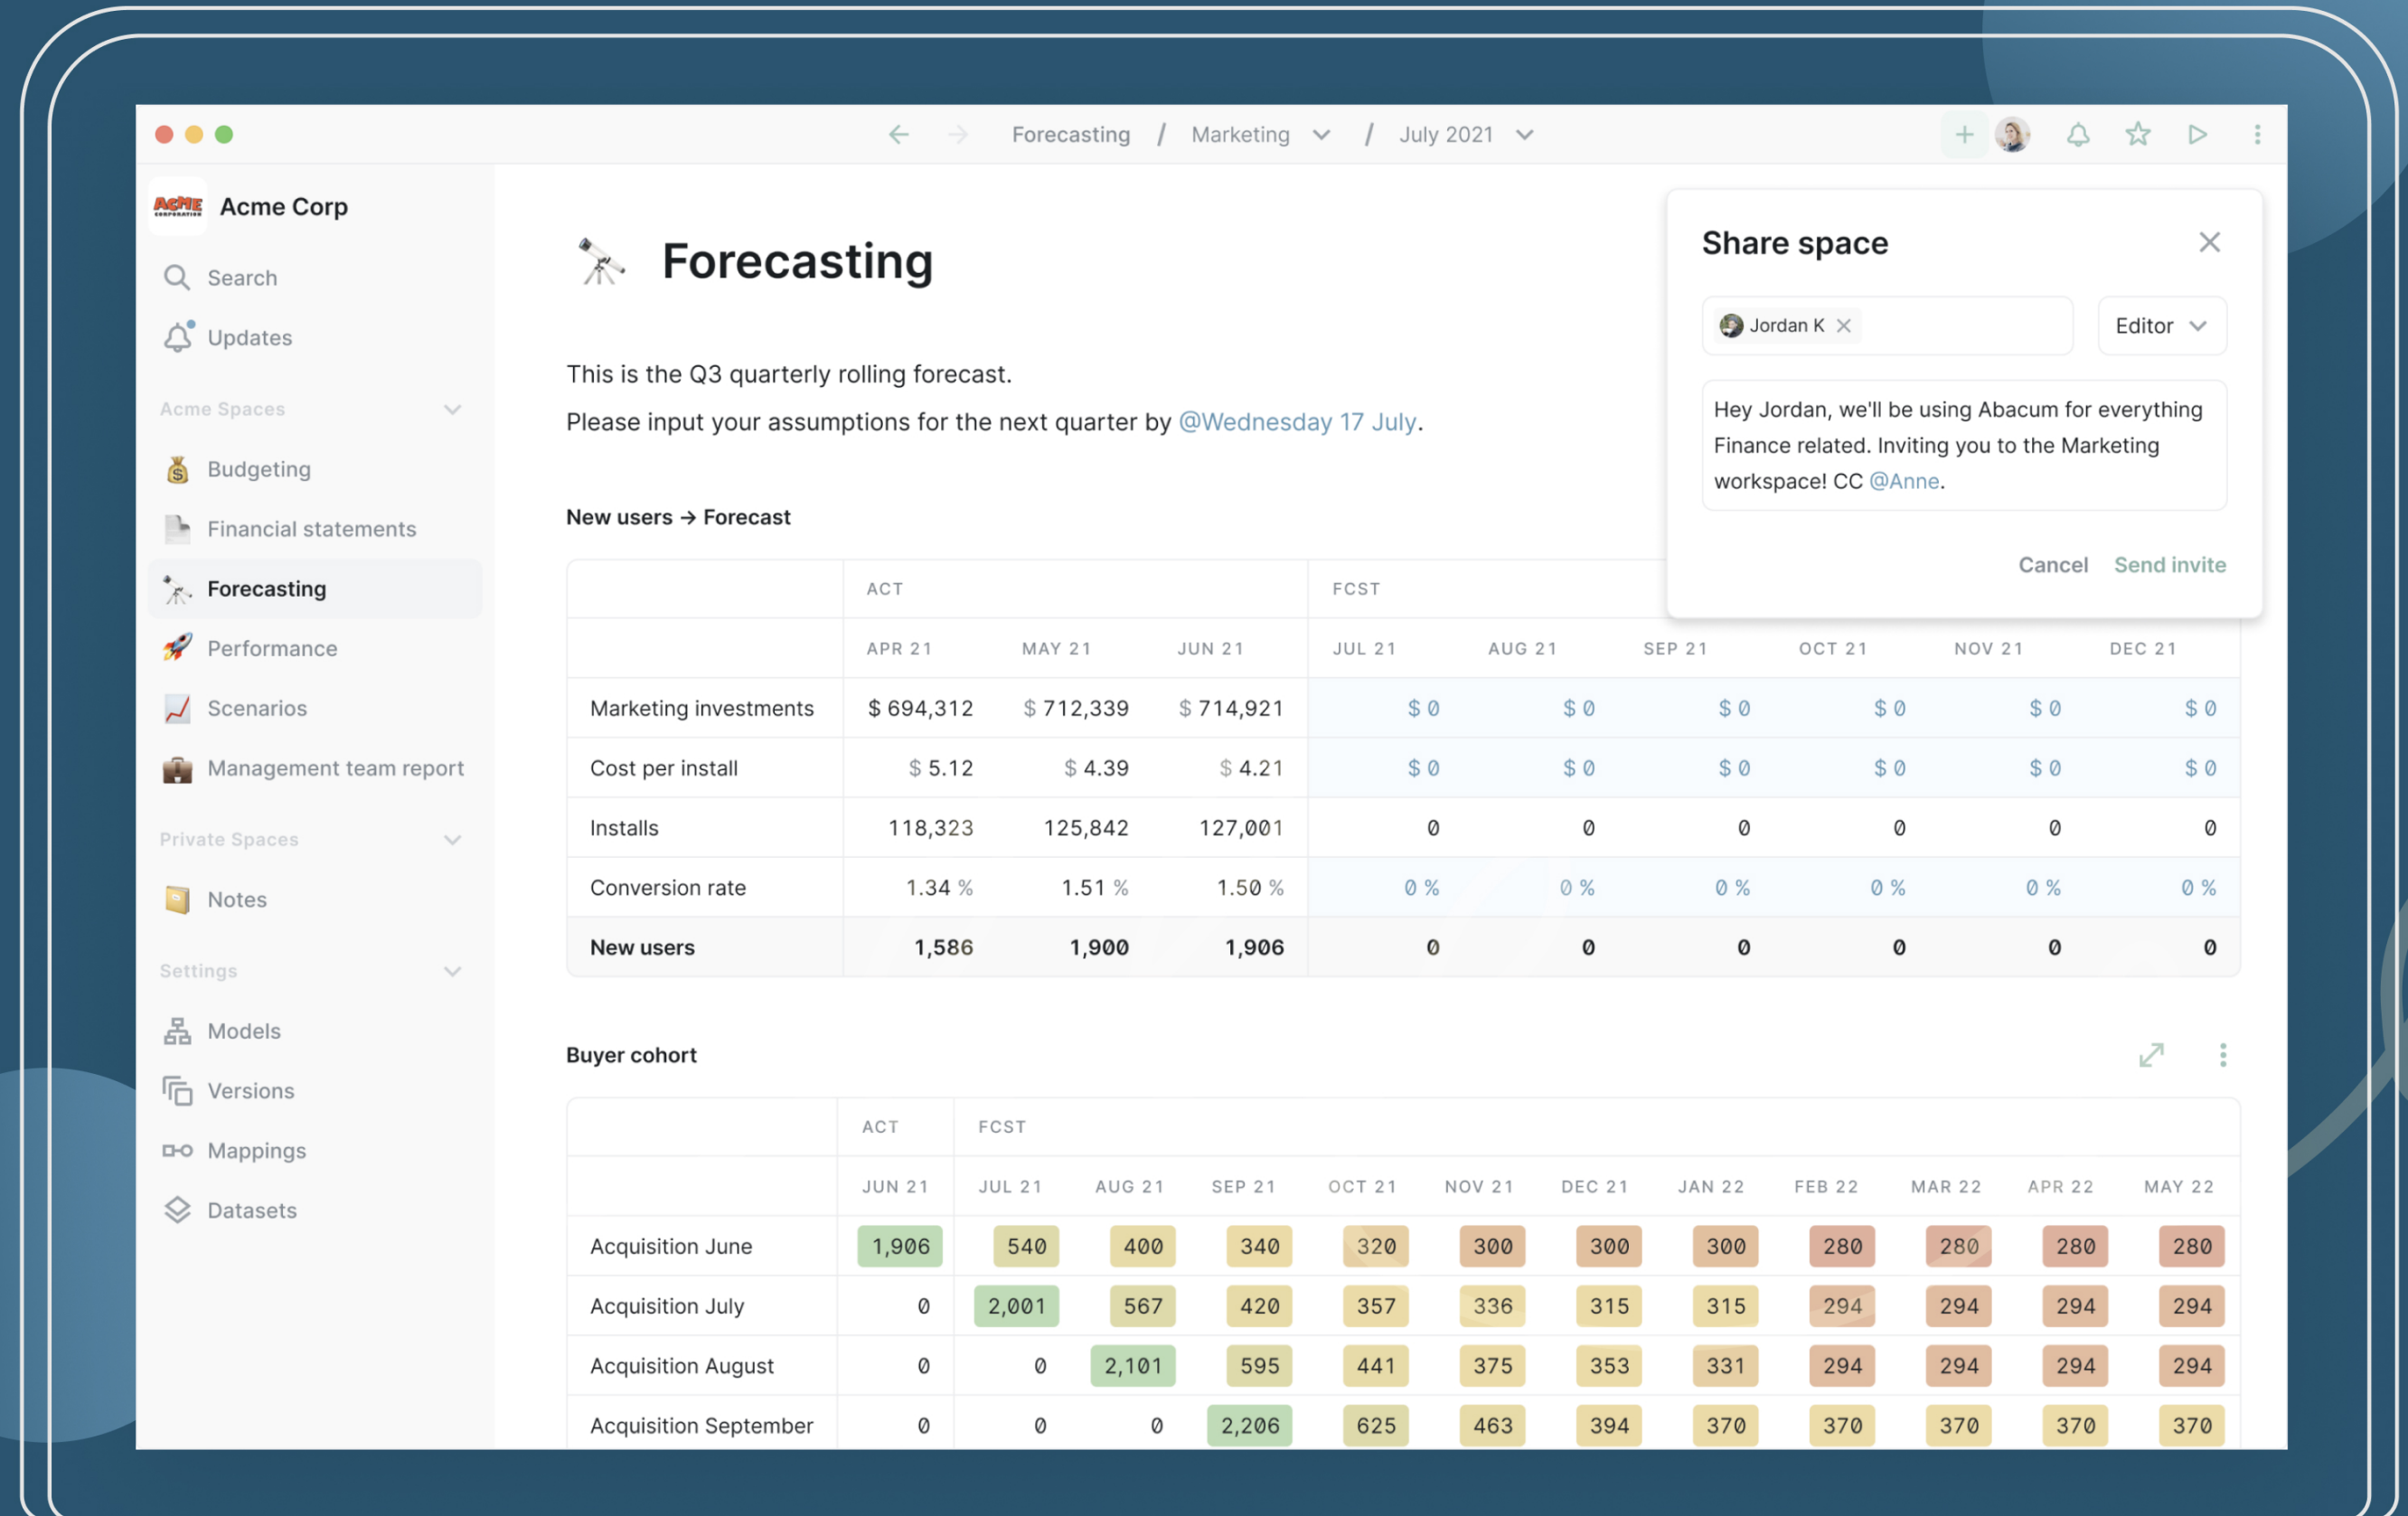 Forecasting / Marketing / July 2021
ACME
CORPORATION
Acme Corp
Search
Updates
Acme Spaces
Budgeting
Financial statements
Forecasting
Performance
Scenarios
Management team report
Private Spaces
Notes
Settings
Models
Versions
Mappings
Datasets
Forecasting
This is the Q3 quarterly rolling forecast.
Please input your assumptions for the next quarter by @Wednesday 17 July.
Share space
Jordan K
Editor
Hey Jordan, we'll be using Abacum for everything
Finance related. Inviting you to the Marketing
workspace! CC @Anne.
Cancel Send invite
New users → Forecast
ACT FCST
APR 21 MAY 21 JUN 21 JUL 21 AUG 21 SEP 21 OCT 21 NOV 21 DEC 21
Marketing investments $ 694,312 $ 712,339 $ 714,921 $ 0 $ 0 $ 0 $ 0 $ 0 $ 0
Cost per install $ 5.12 $ 4.39 $ 4.21 $ 0 $ 0 $ 0 $ 0 $ 0 $ 0
Installs 118,323 125,842 127,001 0 0 0 0 0 0
Conversion rate 1.34 % 1.51 % 1.50 % 0 % 0 % 0 % 0 % 0 % 0 %
New users 1,586 1,900 1,906 0 0 0 0 0 0
Buyer cohort
ACT FCST
JUN 21 JUL 21 AUG 21 SEP 21 OCT 21 NOV 21 DEC 21 JAN 22 FEB 22 MAR 22 APR 22 MAY 22
Acquisition June 1,906 540 400 340 320 300 300 300 280 280 280 280
Acquisition July 0 2,001 567 420 357 336 315 315 294 294 294 294
Acquisition August 0 0 2,101 595 441 375 353 331 294 294 294 294
Acquisition September 0 0 0 2,206 625 463 394 370 370 370 370 370